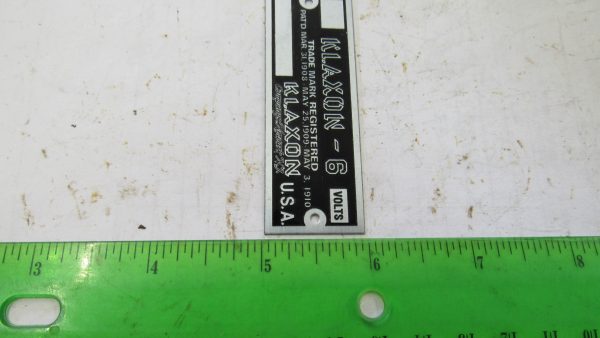 KLAXON - 6 VOLTS
TRADE MARK REGISTERED
PAT'D MAR. 31, 1908 - MAY 25, 1909 - MAY 3, 1910
KLAXON U.S.A.
3 4 5 6 7 8